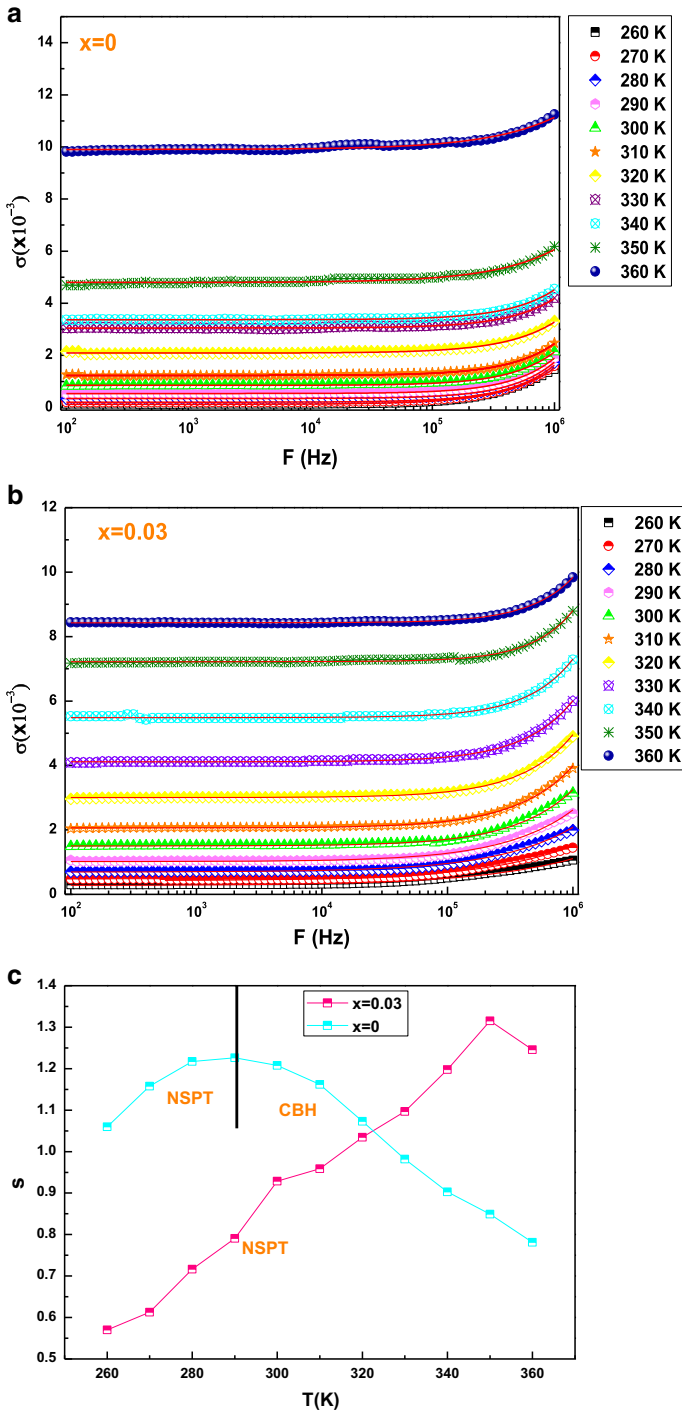 a
x=0
14
12
10
8
6
4
2
0
σ(x10⁻³)
10² 10³ 10⁴ 10⁵ 10⁶
F (Hz)
260 K
270 K
280 K
290 K
300 K
310 K
320 K
330 K
340 K
350 K
360 K
b
x=0.03
12
10
8
6
4
2
0
σ(x10⁻³)
10² 10³ 10⁴ 10⁵ 10⁶
F (Hz)
260 K
270 K
280 K
290 K
300 K
310 K
320 K
330 K
340 K
350 K
360 K
c
x=0.03
x=0
NSPT
CBH
NSPT
1.4
1.3
1.2
1.1
1.0
0.9
0.8
0.7
0.6
0.5
s
260 280 300 320 340 360
T(K)